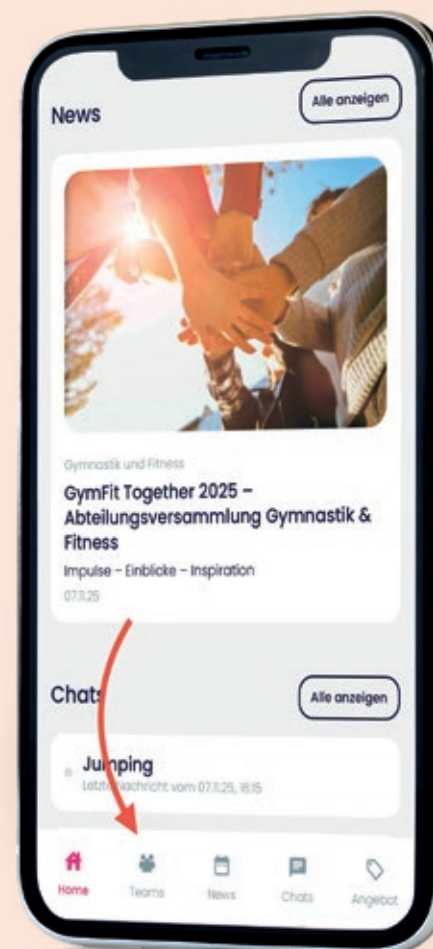 News
Alle anzeigen
Gymnastik und Fitness
GymFit Together 2025 –
Abteilungsversammlung Gymnastik &
Fitness
Impulse – Einblicke – Inspiration
07.11.25
Chats
Alle anzeigen
Jumping
Letzte Nachricht vom 07.11.25, 18:15
Home
Teams
News
Chats
Angebot